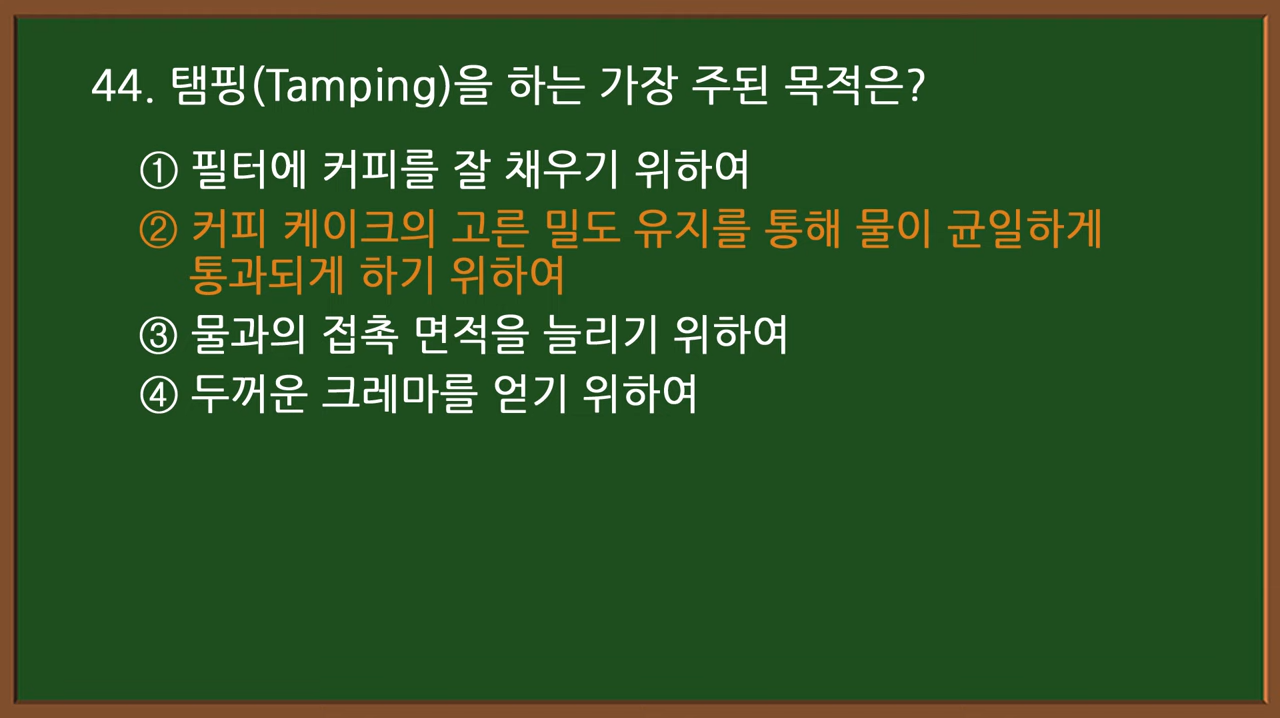 44. 탬핑(Tamping)을 하는 가장 주된 목적은?
① 필터에 커피를 잘 채우기 위하여
② 커피 케이크의 고른 밀도 유지를 통해 물이 균일하게
통과되게 하기 위하여
③ 물과의 접촉 면적을 늘리기 위하여
④ 두꺼운 크레마를 얻기 위하여